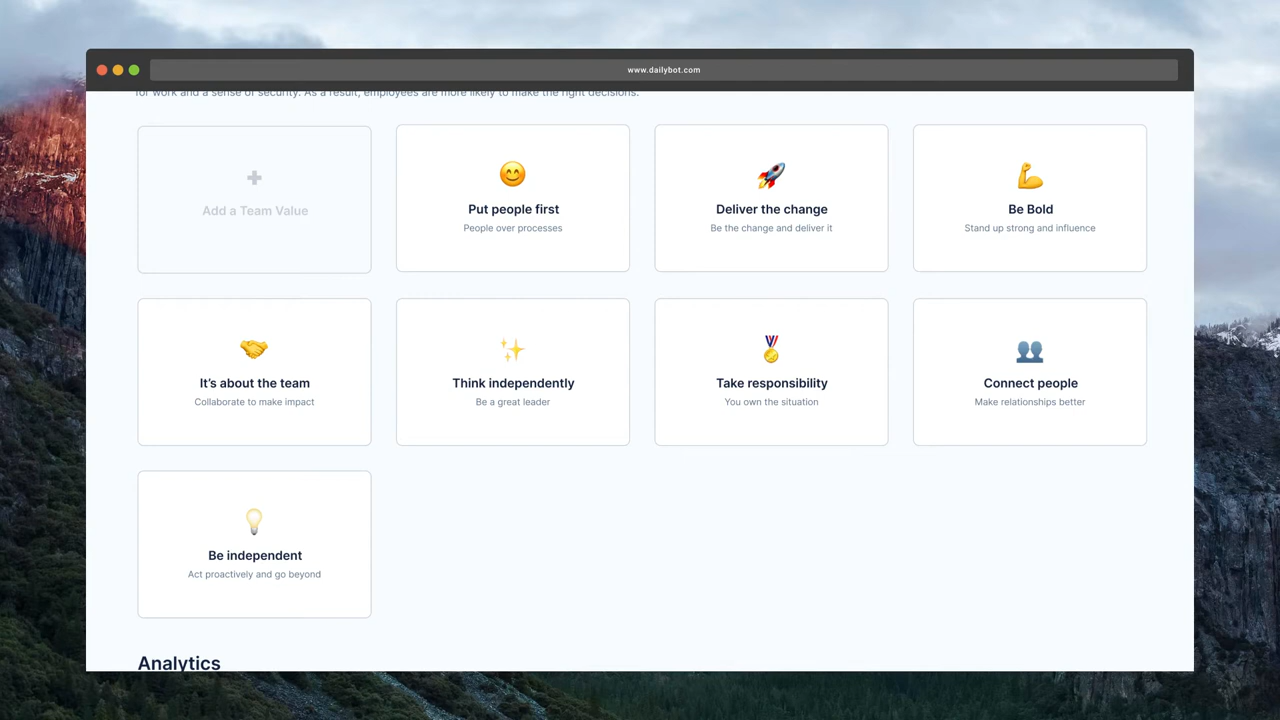 www.dailybot.com
for work and a sense of security. As a result, employees are more likely to make the right decisions.
Add a Team Value
Put people first
People over processes
Deliver the change
Be the change and deliver it
Be Bold
Stand up strong and influence
It's about the team
Collaborate to make impact
Think independently
Be a great leader
Take responsibility
You own the situation
Connect people
Make relationships better
Be independent
Act proactively and go beyond
Analytics